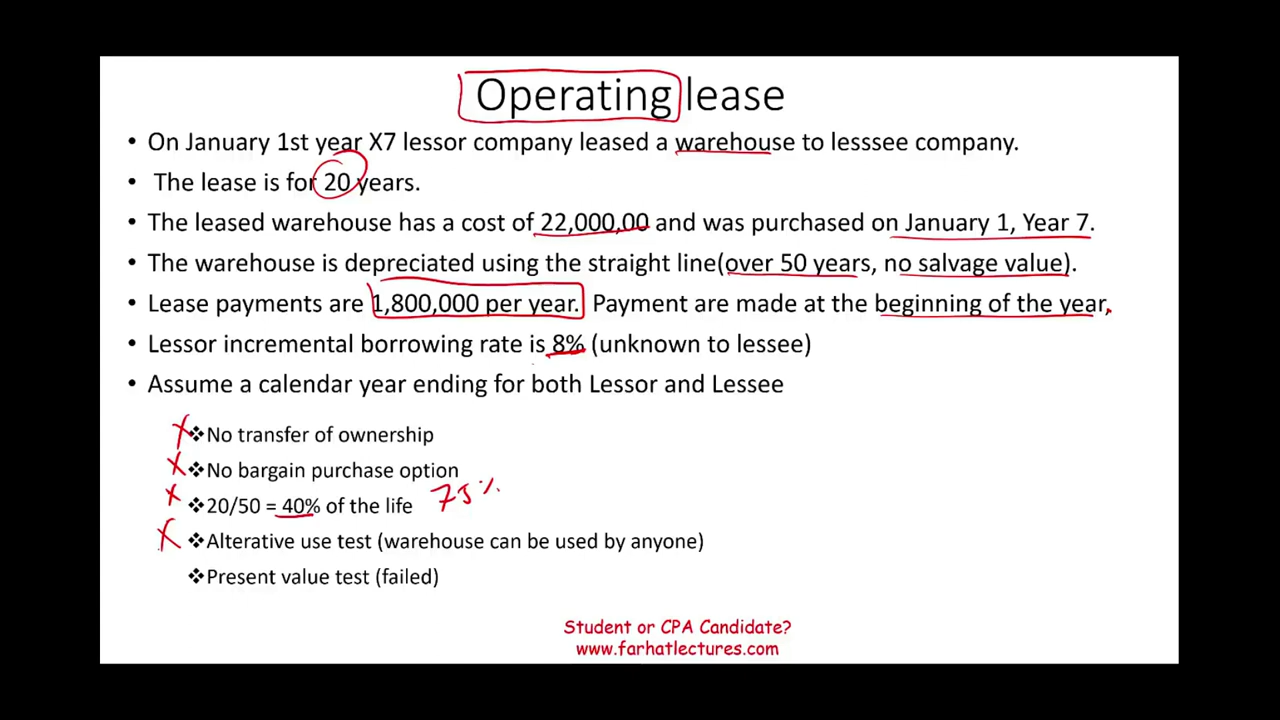 Operating lease
• On January 1st year X7 lessor company leased a warehouse to lesssee company.
• The lease is for 20 years.
• The leased warehouse has a cost of 22,000,00 and was purchased on January 1, Year 7.
• The warehouse is depreciated using the straight line(over 50 years, no salvage value).
• Lease payments are 1,800,000 per year. Payment are made at the beginning of the year,
• Lessor incremental borrowing rate is 8% (unknown to lessee)
• Assume a calendar year ending for both Lessor and Lessee
X ❖No transfer of ownership
X ❖No bargain purchase option
X ❖20/50 = 40% of the life 75%
X ❖Alterative use test (warehouse can be used by anyone)
❖Present value test (failed)
Student or CPA Candidate?
www.farhatlectures.com